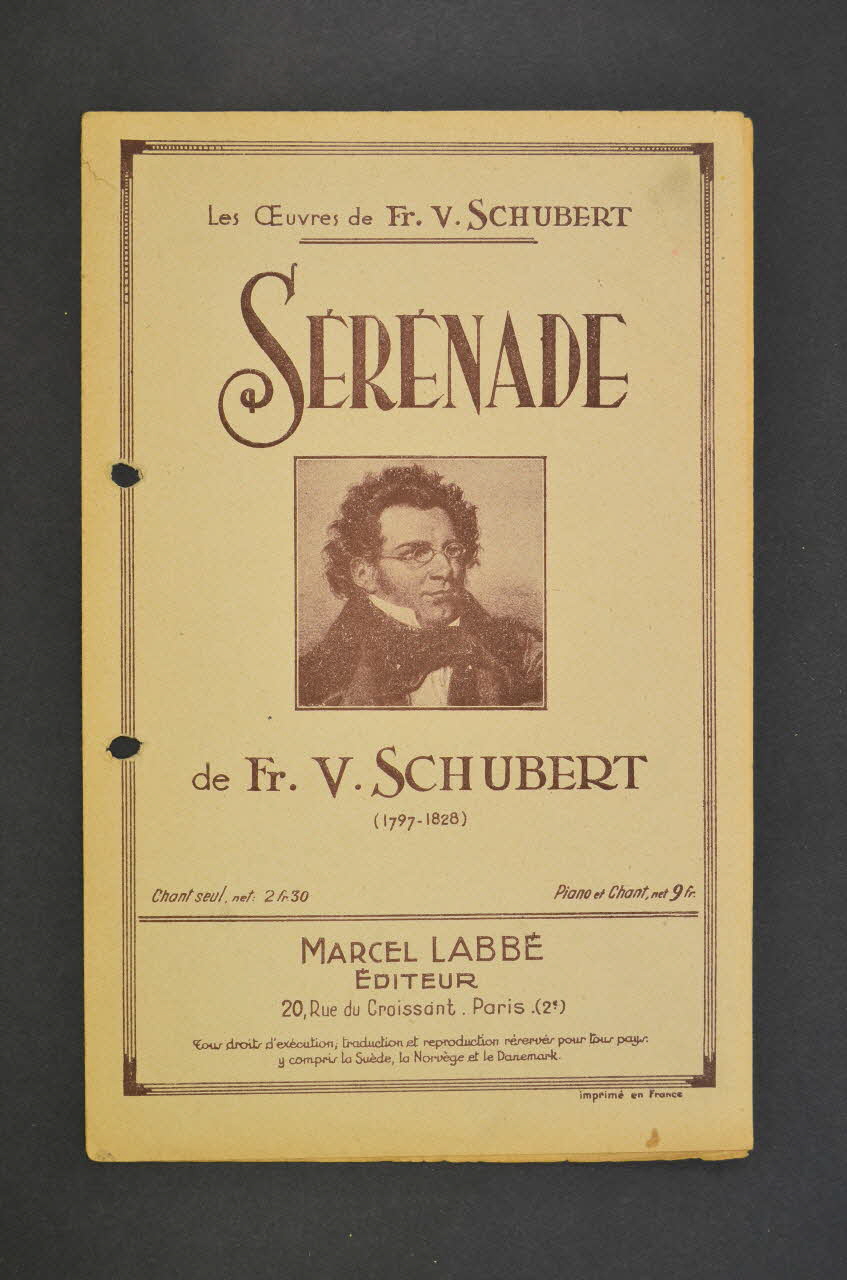 Les Œuvres de Fr. V. SCHUBERT
SÉRÉNADE
de Fr. V. SCHUBERT
(1797-1828)
Chant seul, net: 2 fr 30
Piano et Chant, net 9 fr.
MARCEL LABBÉ
ÉDITEUR
20, Rue du Croissant. Paris.(2e)
Tous droits d'exécution, traduction et reproduction réservés pour tous pays.
y compris la Suède, la Norvège et le Danemark.
imprimé en France